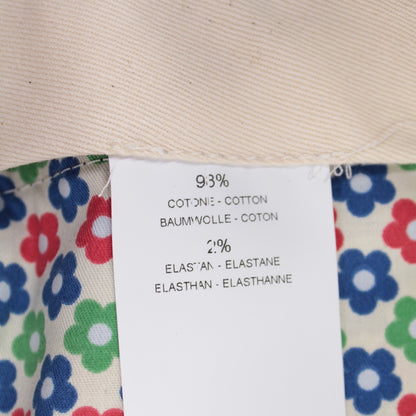 98%
COTONE - COTTON
BAUMWOLLE - COTON
2%
ELASTAN - ELASTANE
ELASTHAN - ELASTHANNE